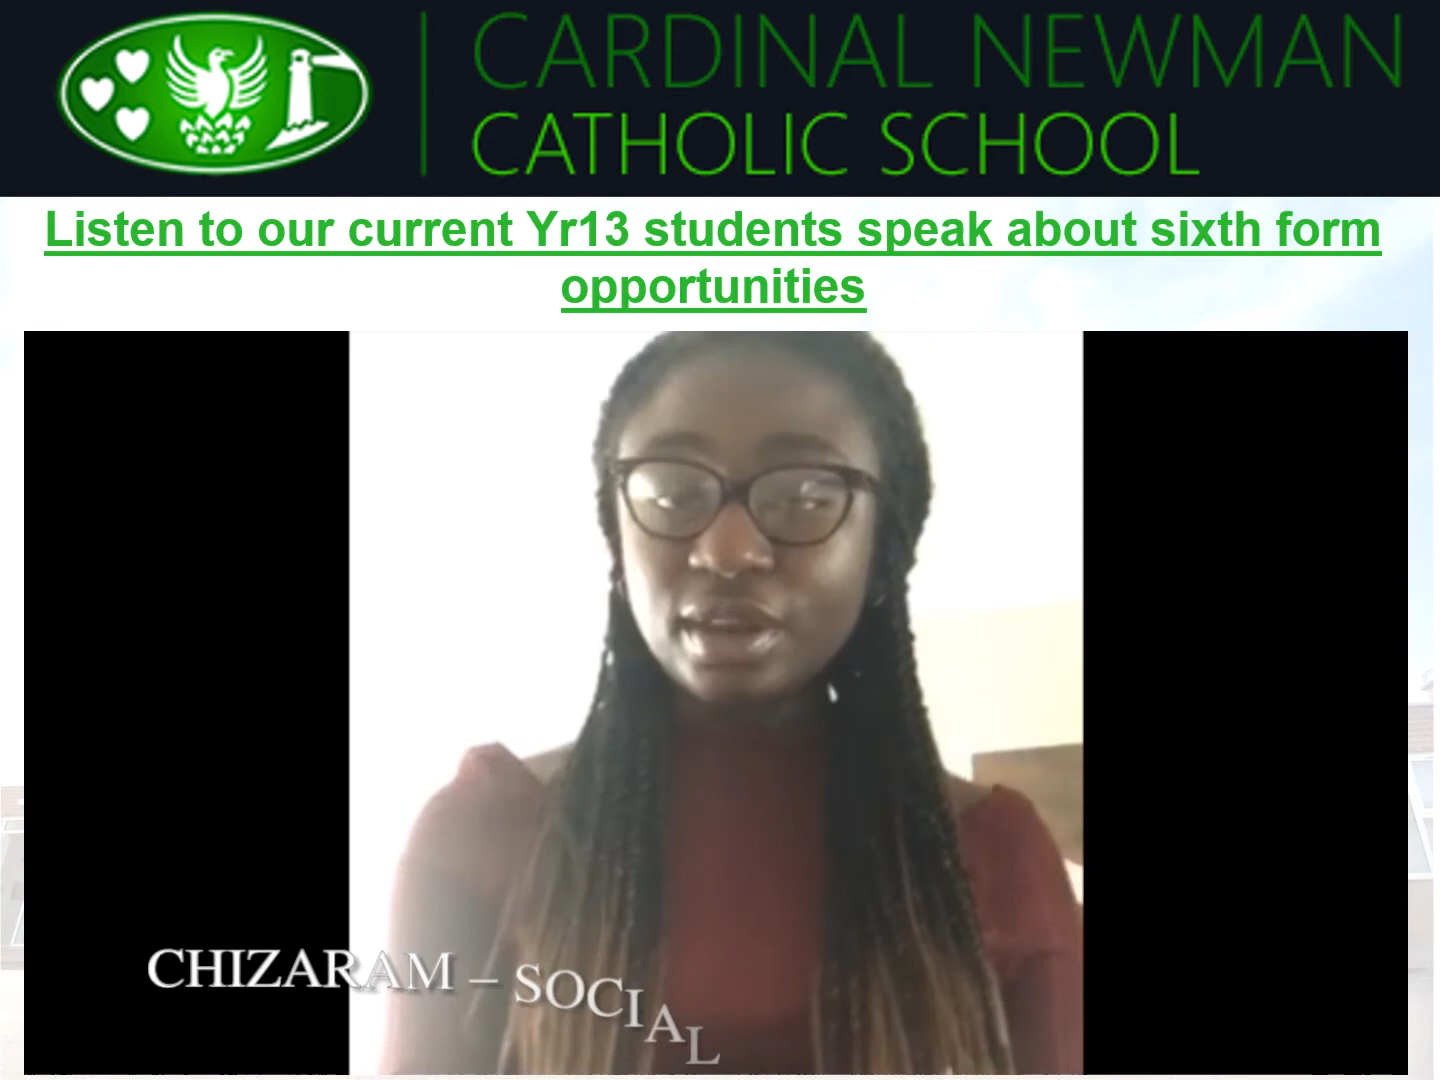 CARDINAL NEWMAN
CATHOLIC SCHOOL
Listen to our current Yr13 students speak about sixth form
opportunities
CHIZARAM – SOCIAL